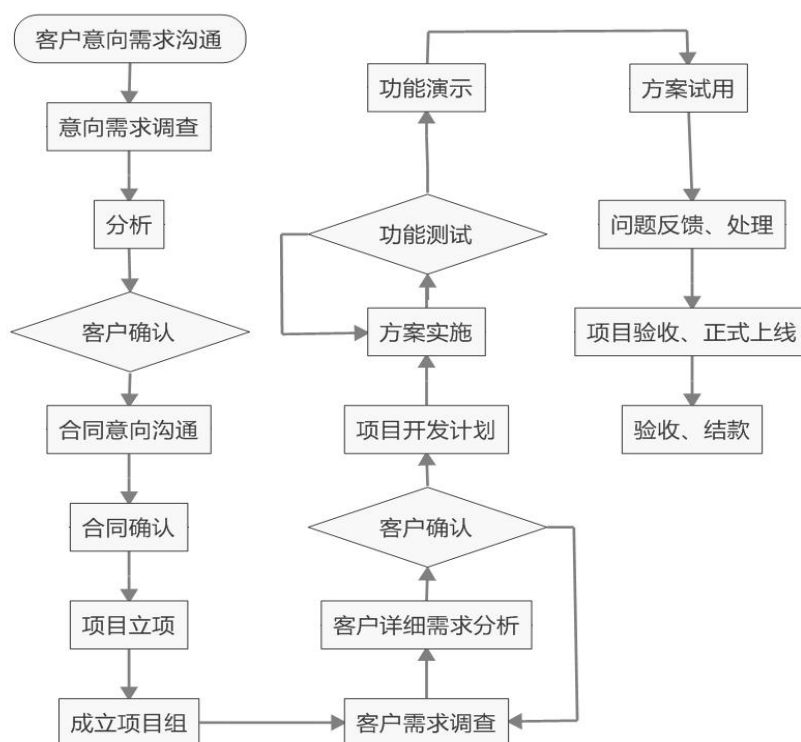 客户意向需求沟通
意向需求调查
分析
客户确认
合同意向沟通
合同确认
项目立项
成立项目组
客户需求调查
客户详细需求分析
客户确认
项目开发计划
方案实施
功能测试
功能演示
方案试用
问题反馈、处理
项目验收、正式上线
验收、结款